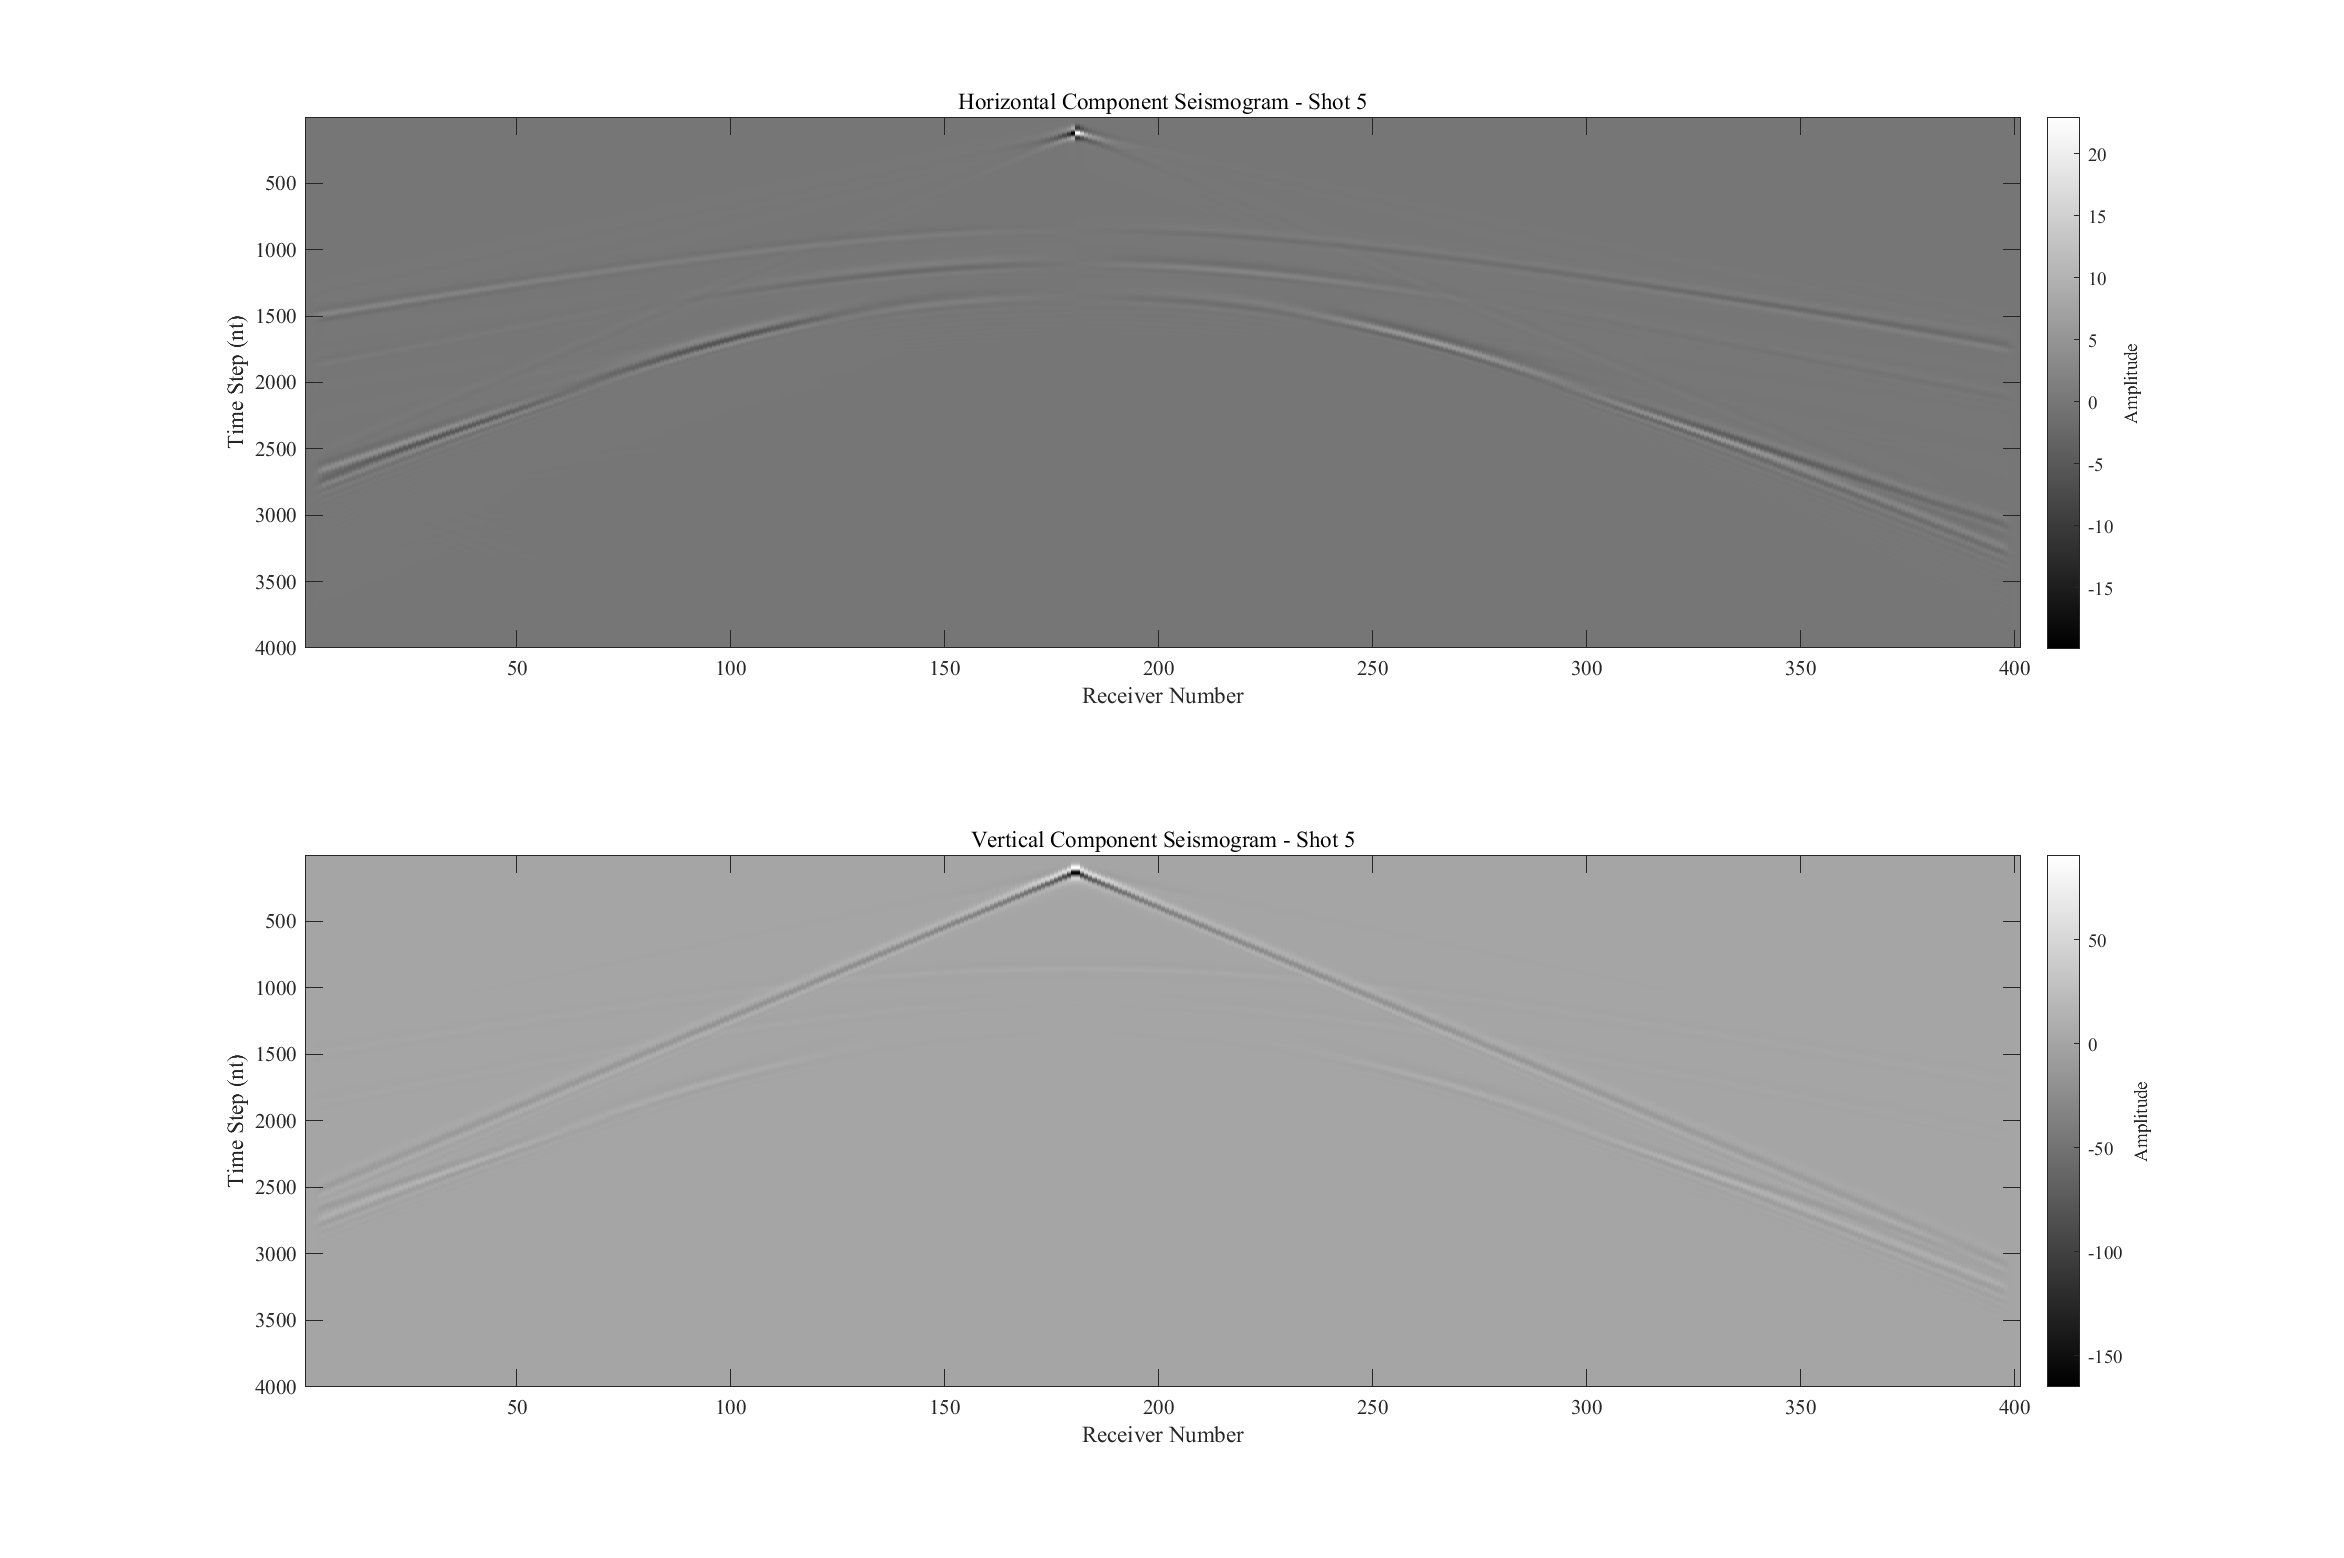 Horizontal Component Seismogram - Shot 5
Time Step (nt)
500
1000
1500
2000
2500
3000
3500
4000
50 100 150 200 250 300 350 400
Receiver Number
20
15
10
5
0
-5
-10
-15
Amplitude
Vertical Component Seismogram - Shot 5
Time Step (nt)
500
1000
1500
2000
2500
3000
3500
4000
50 100 150 200 250 300 350 400
Receiver Number
50
0
-50
-100
-150
Amplitude